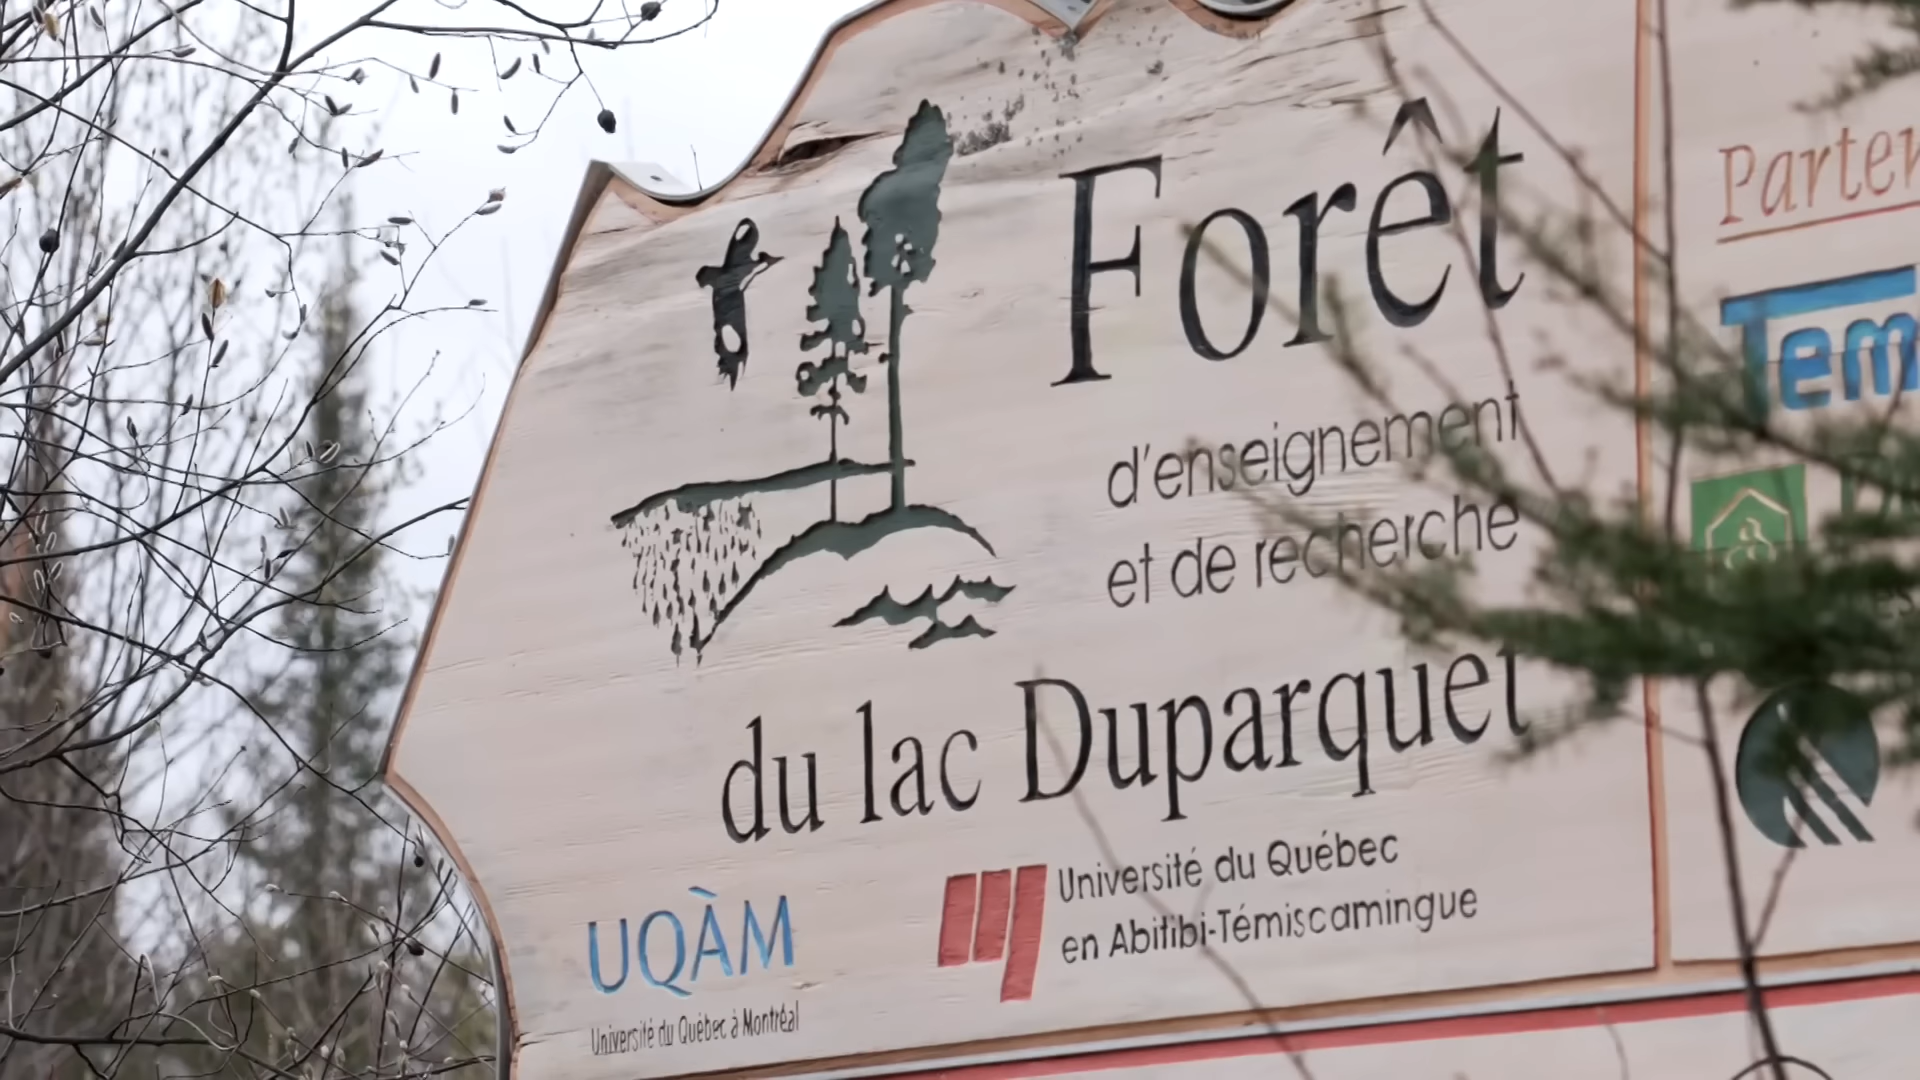 Forêt
d'enseignement
et de recherche
du lac Duparquet
UQÀM
Université du Québec à Montréal
Université du Québec
en Abitibi-Témiscamingue